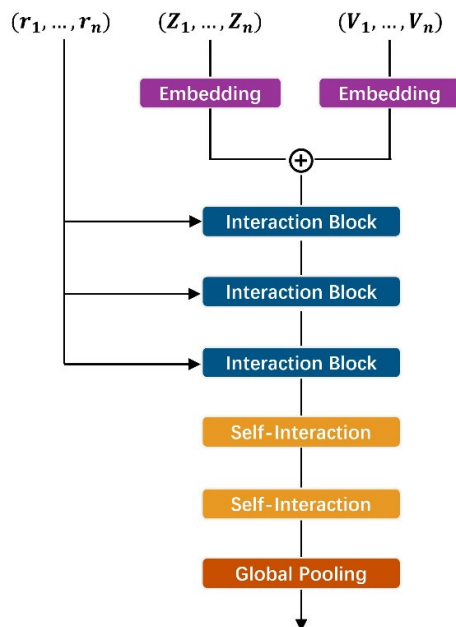 (r₁, ..., rₙ) (Z₁, ..., Zₙ) (V₁, ..., Vₙ)
Embedding Embedding
+
Interaction Block
Interaction Block
Interaction Block
Self-Interaction
Self-Interaction
Global Pooling